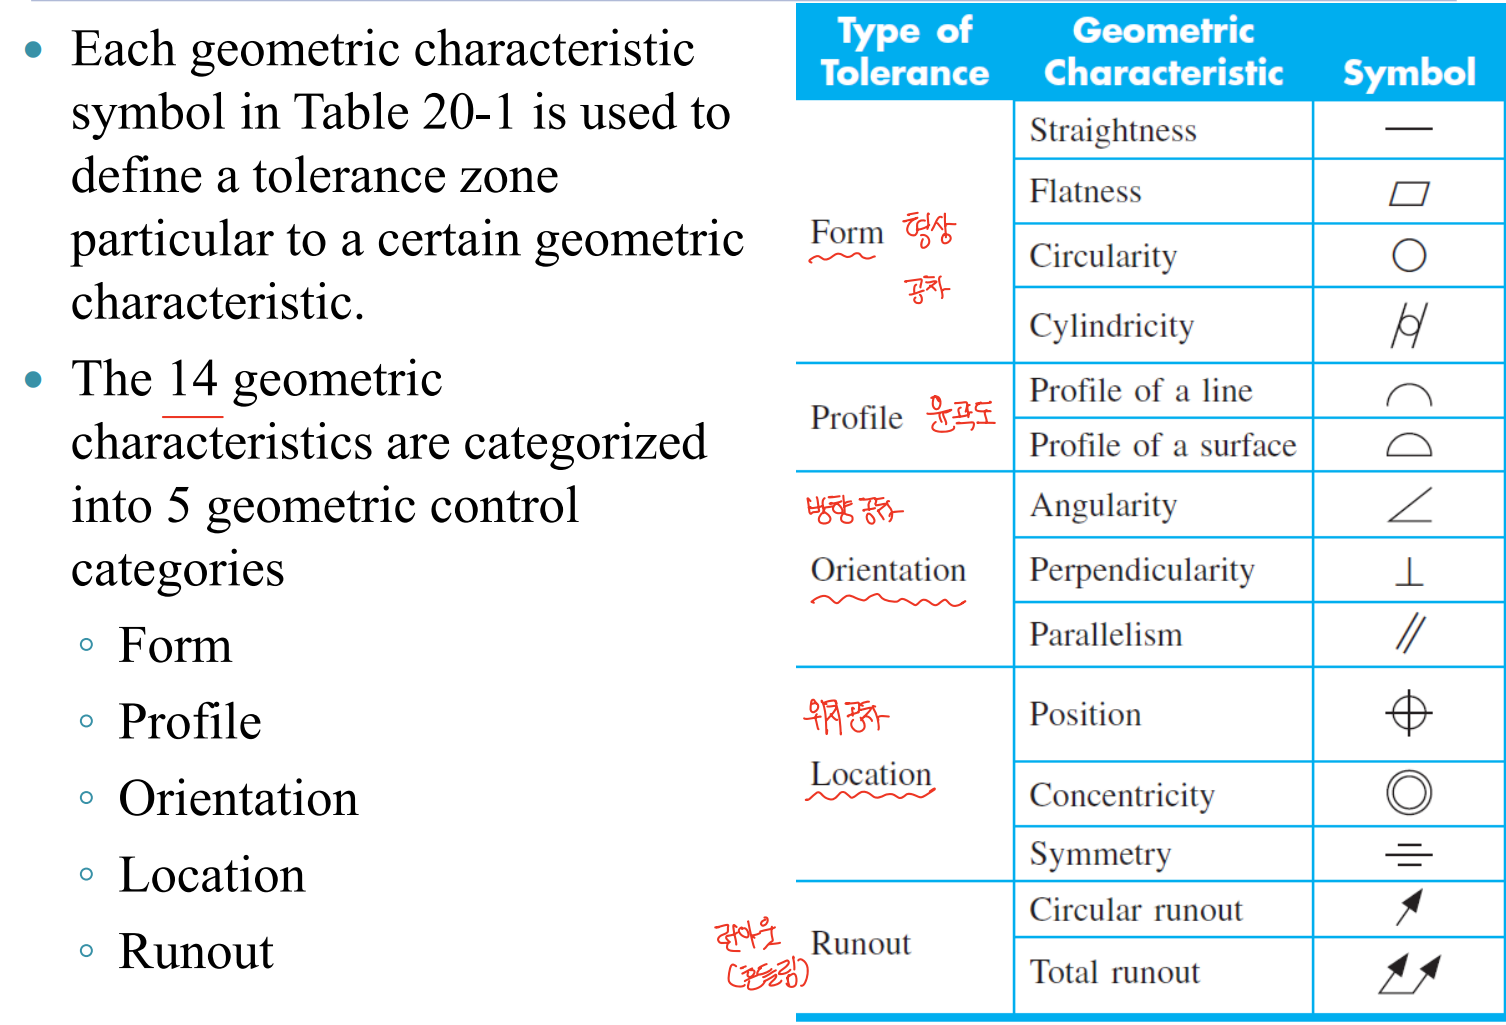 • Each geometric characteristic
symbol in Table 20-1 is used to
define a tolerance zone
particular to a certain geometric
characteristic.
• The 14 geometric
characteristics are categorized
into 5 geometric control
categories
◦ Form
◦ Profile
◦ Orientation
◦ Location
◦ Runout
Type of Tolerance
Geometric Characteristic
Symbol
Form 형상
공차
Straightness
Flatness
Circularity
Cylindricity
Profile 윤곽도
Profile of a line
Profile of a surface
방향 공차
Orientation
Angularity
Perpendicularity
Parallelism
위치 공차
Location
Position
Concentricity
Symmetry
런아웃
(흔들림)
Runout
Circular runout
Total runout